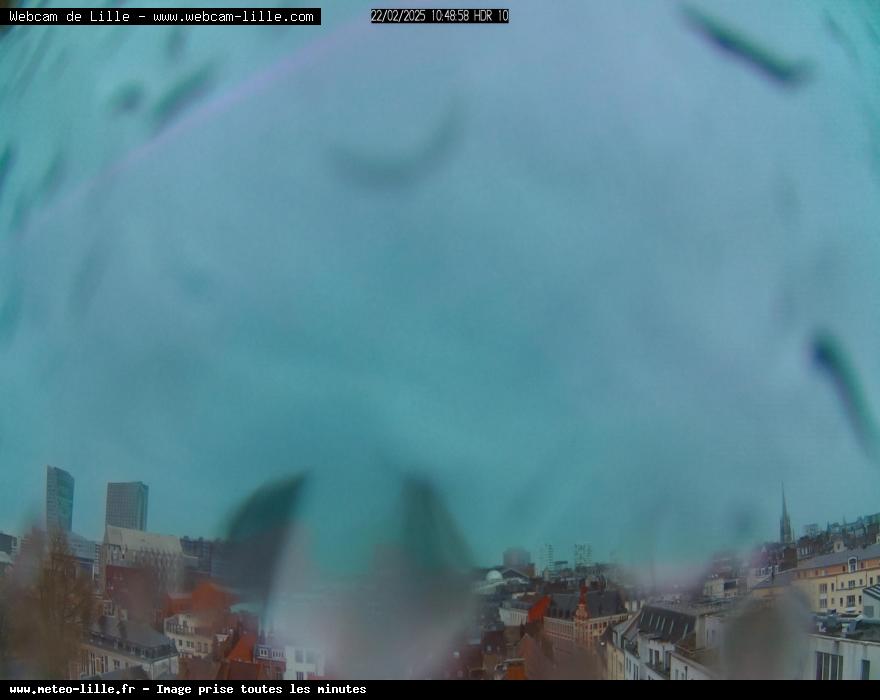 Webcam de Lille - www.webcam-lille.com
22/02/2025 10:48:58 HDR 10
www.meteo-lille.fr - Image prise toutes les minutes